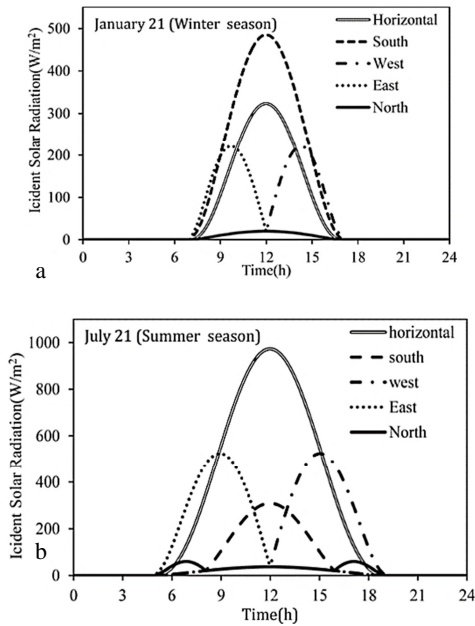 January 21 (Winter season)
Horizontal
South
West
East
North
Icident Solar Radiation(W/m²)
500
400
300
200
100
0
0 3 6 9 12 15 18 21 24
Time(h)
a
July 21 (Summer season)
horizontal
south
west
East
North
Icident Solar Radiation (W/m²)
1000
800
600
400
200
0
0 3 6 9 12 15 18 21 24
Time(h)
b